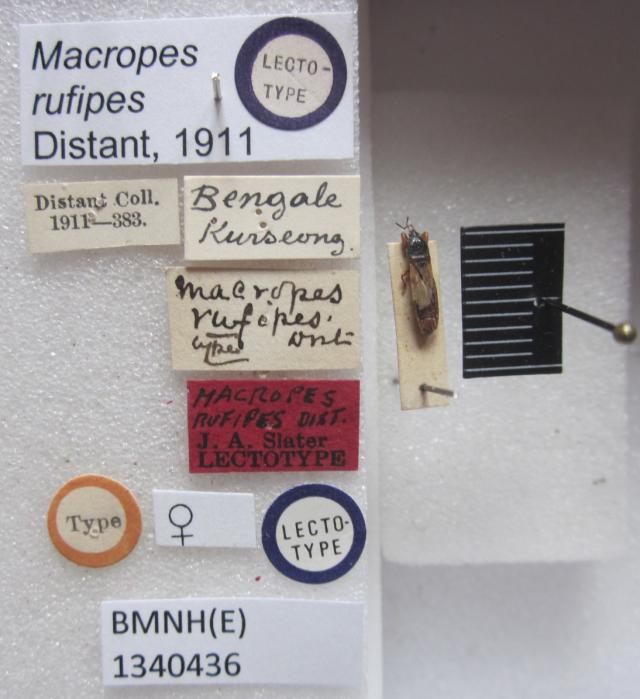 Macropes
rufipes
Distant, 1911
LECTO-
TYPE
Distant Coll.
1911—383.
Bengale
Kurseong.
Macropes
rufipes.
type Dist.
MACROPES
RUFIPES DIST.
J. A. Slater
LECTOTYPE
Type
♀
LECTO-
TYPE
BMNH(E)
1340436